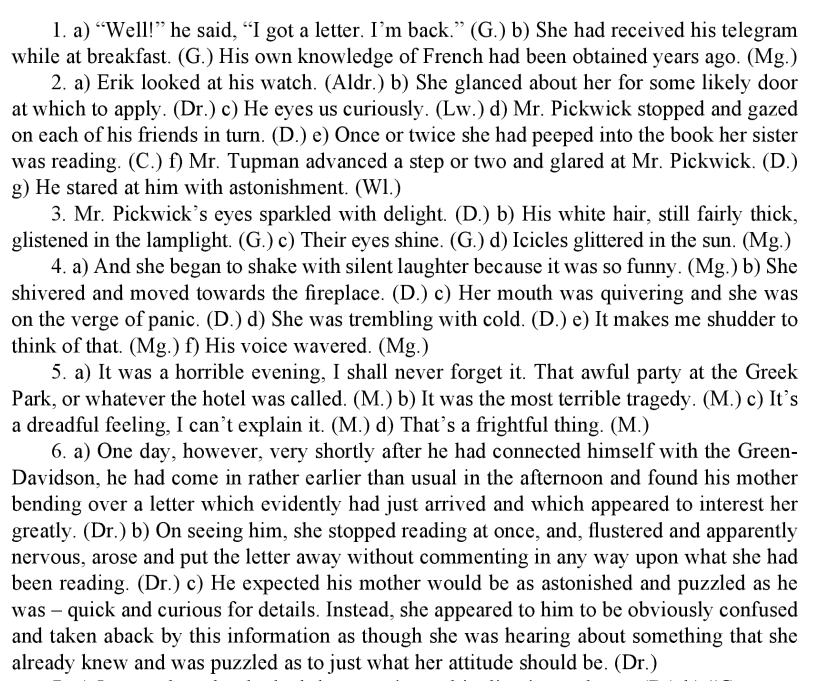 1. a) “Well!” he said, “I got a letter. I’m back.” (G.) b) She had received his telegram
while at breakfast. (G.) His own knowledge of French had been obtained years ago. (Mg.)
2. a) Erik looked at his watch. (Aldr.) b) She glanced about her for some likely door
at which to apply. (Dr.) c) He eyes us curiously. (Lw.) d) Mr. Pickwick stopped and gazed
on each of his friends in turn. (D.) e) Once or twice she had peeped into the book her sister
was reading. (C.) f) Mr. Tupman advanced a step or two and glared at Mr. Pickwick. (D.)
g) He stared at him with astonishment. (Wl.)
3. Mr. Pickwick’s eyes sparkled with delight. (D.) b) His white hair, still fairly thick,
glistened in the lamplight. (G.) c) Their eyes shine. (G.) d) Icicles glittered in the sun. (Mg.)
4. a) And she began to shake with silent laughter because it was so funny. (Mg.) b) She
shivered and moved towards the fireplace. (D.) c) Her mouth was quivering and she was
on the verge of panic. (D.) d) She was trembling with cold. (D.) e) It makes me shudder to
think of that. (Mg.) f) His voice wavered. (Mg.)
5. a) It was a horrible evening, I shall never forget it. That awful party at the Greek
Park, or whatever the hotel was called. (M.) b) It was the most terrible tragedy. (M.) c) It’s
a dreadful feeling, I can’t explain it. (M.) d) That’s a frightful thing. (M.)
6. a) One day, however, very shortly after he had connected himself with the Green-
Davidson, he had come in rather earlier than usual in the afternoon and found his mother
bending over a letter which evidently had just arrived and which appeared to interest her
greatly. (Dr.) b) On seeing him, she stopped reading at once, and, flustered and apparently
nervous, arose and put the letter away without commenting in any way upon what she had
been reading. (Dr.) c) He expected his mother would be as astonished and puzzled as he
was – quick and curious for details. Instead, she appeared to him to be obviously confused
and taken aback by this information as though she was hearing about something that she
already knew and was puzzled as to just what her attitude should be. (Dr.)